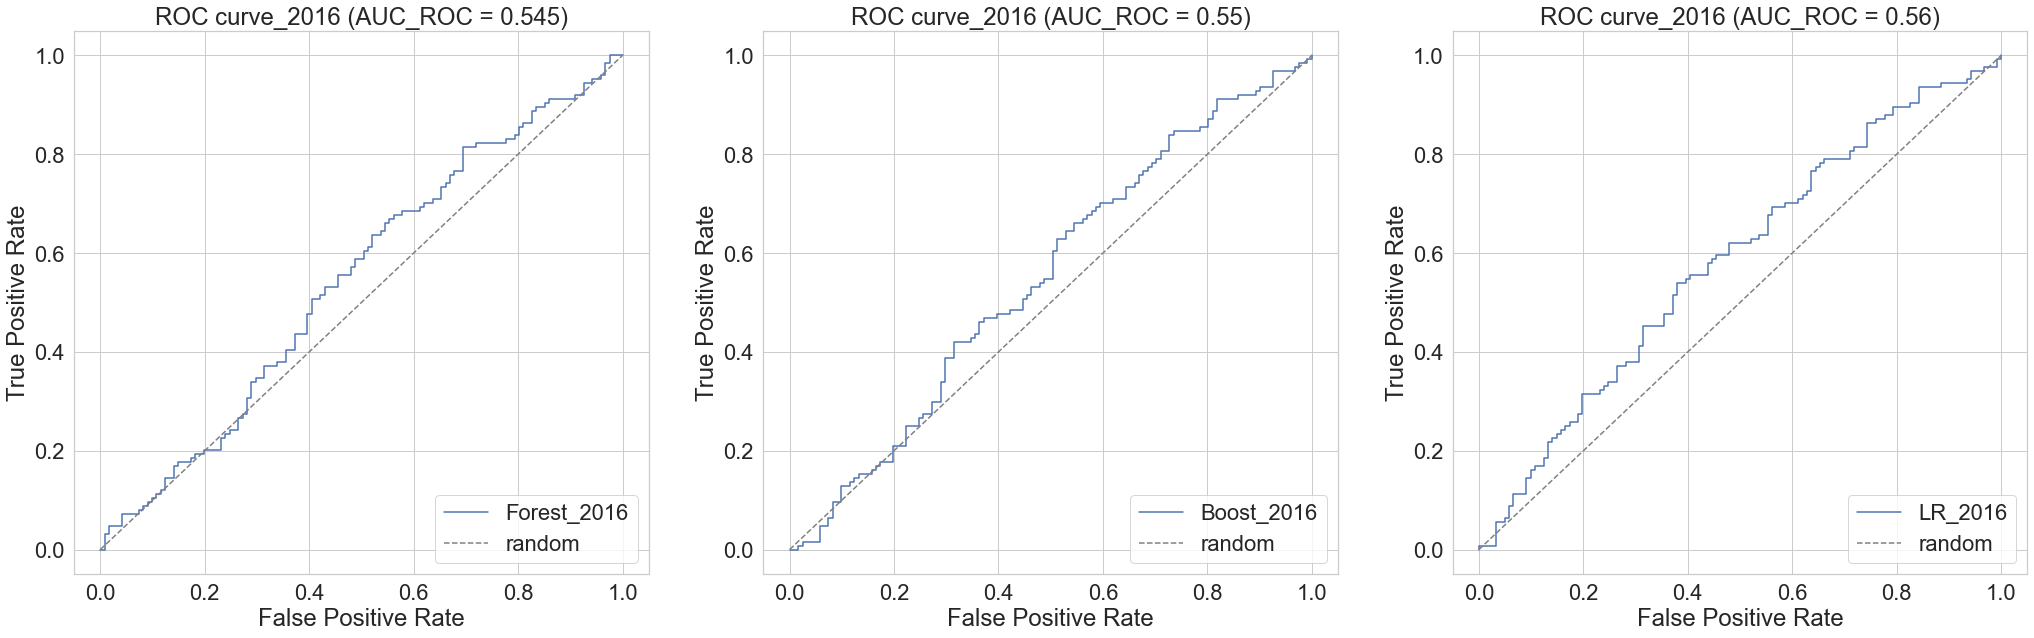 ROC curve_2016 (AUC_ROC = 0.545)
True Positive Rate
1.0
0.8
0.6
0.4
0.2
0.0
Forest_2016
random
0.0 0.2 0.4 0.6 0.8 1.0
False Positive Rate
ROC curve_2016 (AUC_ROC = 0.55)
True Positive Rate
1.0
0.8
0.6
0.4
0.2
0.0
Boost_2016
random
0.0 0.2 0.4 0.6 0.8 1.0
False Positive Rate
ROC curve_2016 (AUC_ROC = 0.56)
True Positive Rate
1.0
0.8
0.6
0.4
0.2
0.0
LR_2016
random
0.0 0.2 0.4 0.6 0.8 1.0
False Positive Rate